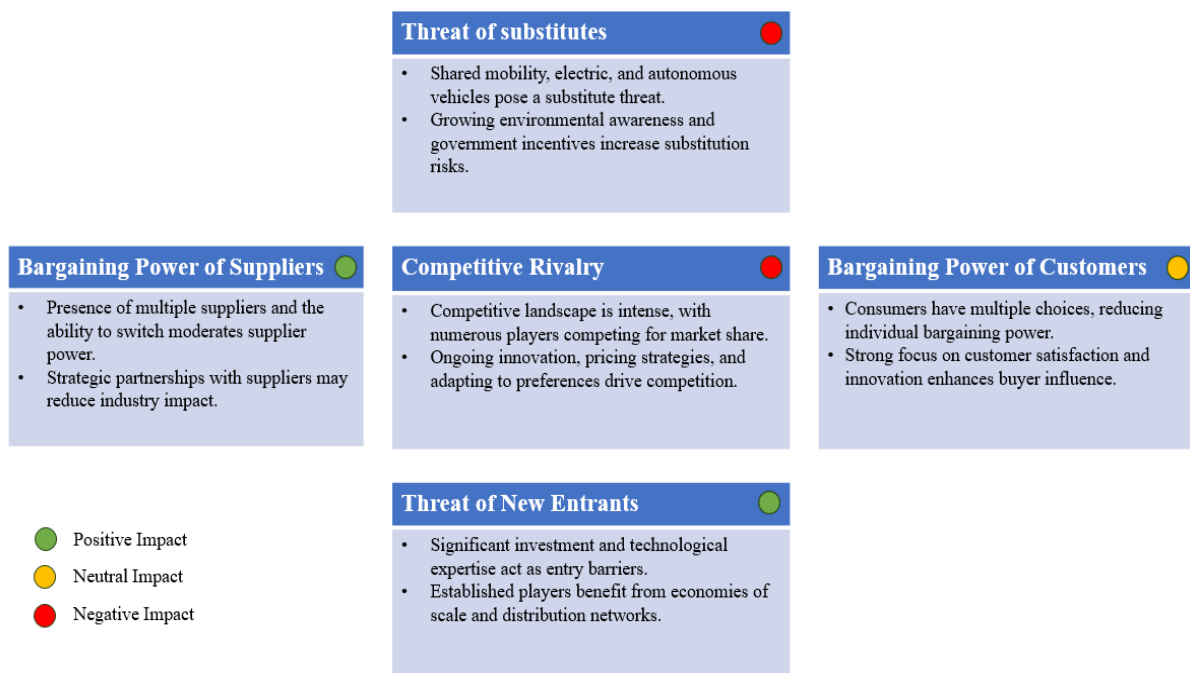 Threat of substitutes
• Shared mobility, electric, and autonomous
vehicles pose a substitute threat.
• Growing environmental awareness and
government incentives increase substitution
risks.
Bargaining Power of Suppliers
• Presence of multiple suppliers and the
ability to switch moderates supplier
power.
• Strategic partnerships with suppliers may
reduce industry impact.
Competitive Rivalry
• Competitive landscape is intense, with
numerous players competing for market share.
• Ongoing innovation, pricing strategies, and
adapting to preferences drive competition.
Bargaining Power of Customers
• Consumers have multiple choices, reducing
individual bargaining power.
• Strong focus on customer satisfaction and
innovation enhances buyer influence.
Threat of New Entrants
• Significant investment and technological
expertise act as entry barriers.
• Established players benefit from economies of
scale and distribution networks.
Positive Impact
Neutral Impact
Negative Impact